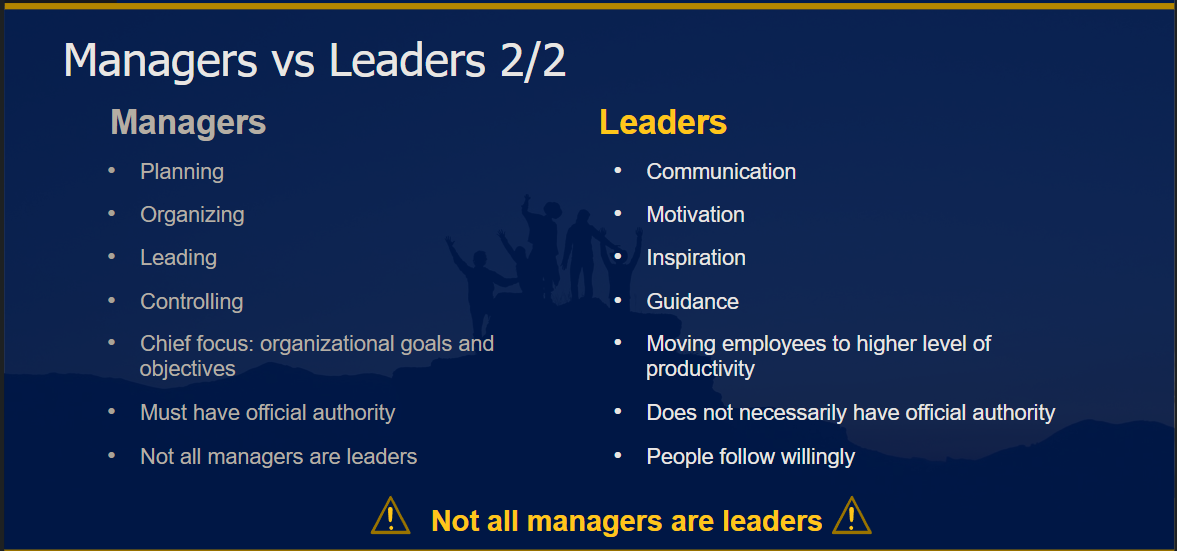 Managers vs Leaders 2/2
Managers
• Planning
• Organizing
• Leading
• Controlling
• Chief focus: organizational goals and
objectives
• Must have official authority
• Not all managers are leaders
Leaders
• Communication
• Motivation
• Inspiration
• Guidance
• Moving employees to higher level of
productivity
• Does not necessarily have official authority
• People follow willingly
Not all managers are leaders